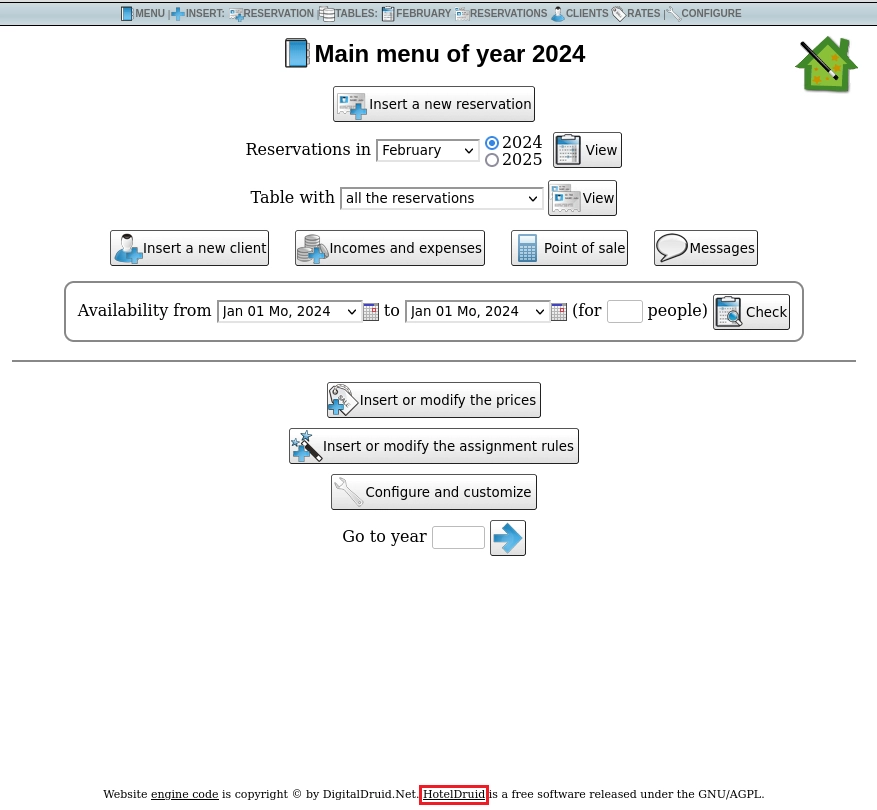 MENU | INSERT: RESERVATION | TABLES: FEBRUARY RESERVATIONS CLIENTS RATES | CONFIGURE
Main menu of year 2024
Insert a new reservation
Reservations in February 2024 2025 View
Table with all the reservations View
Insert a new client Incomes and expenses Point of sale Messages
Availability from Jan 01 Mo, 2024 to Jan 01 Mo, 2024 (for people) Check
Insert or modify the prices
Insert or modify the assignment rules
Configure and customize
Go to year
Website engine code is copyright © by DigitalDruid.Net. HotelDruid is a free software released under the GNU/AGPL.